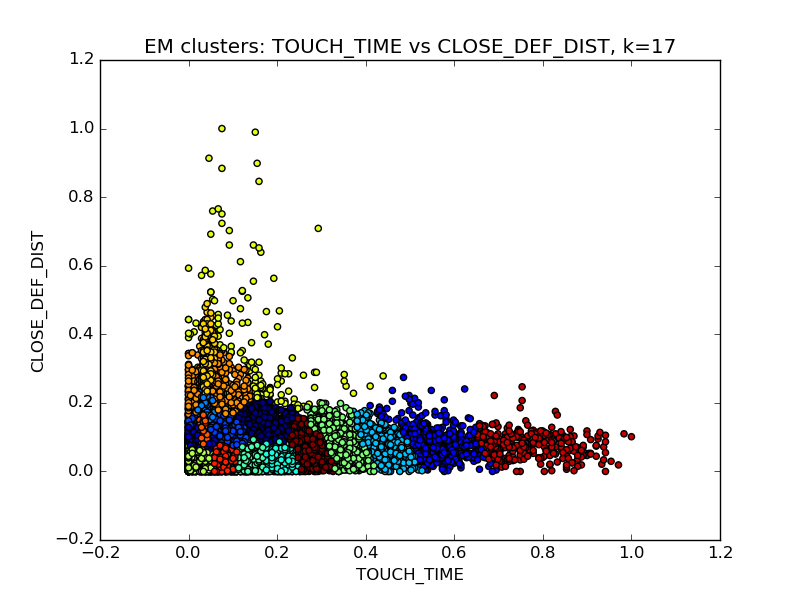 EM clusters: TOUCH_TIME vs CLOSE_DEF_DIST, k=17
1.2
1.0
0.8
0.6
0.4
0.2
0.0
−0.2
CLOSE_DEF_DIST
−0.2 0.0 0.2 0.4 0.6 0.8 1.0 1.2
TOUCH_TIME